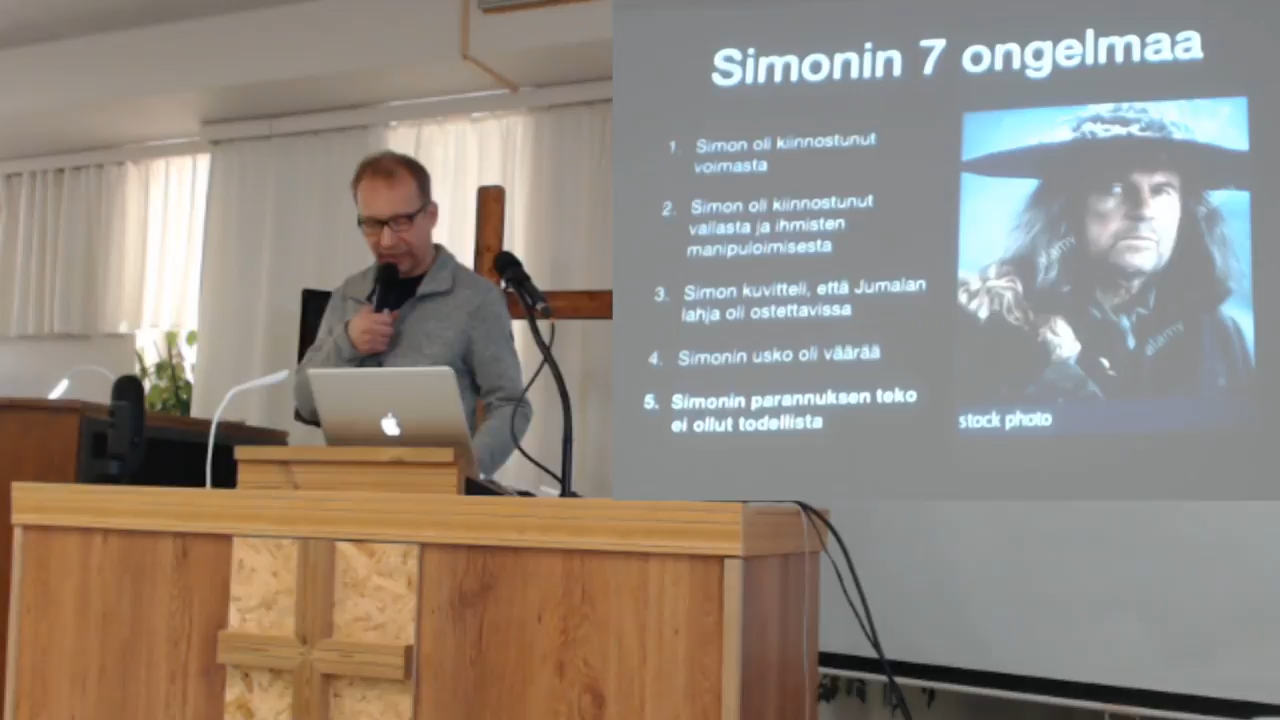 Simonin 7 ongelmaa
1. Simon oli kiinnostunut
voimasta
2. Simon oli kiinnostunut
vallasta ja ihmisten
manipuloimisesta
3. Simon kuvitteli, että Jumalan
lahja oli ostettavissa
4. Simonin usko oli väärää
5. Simonin parannuksen teko
ei ollut todellista
alamy
alamy
stock photo